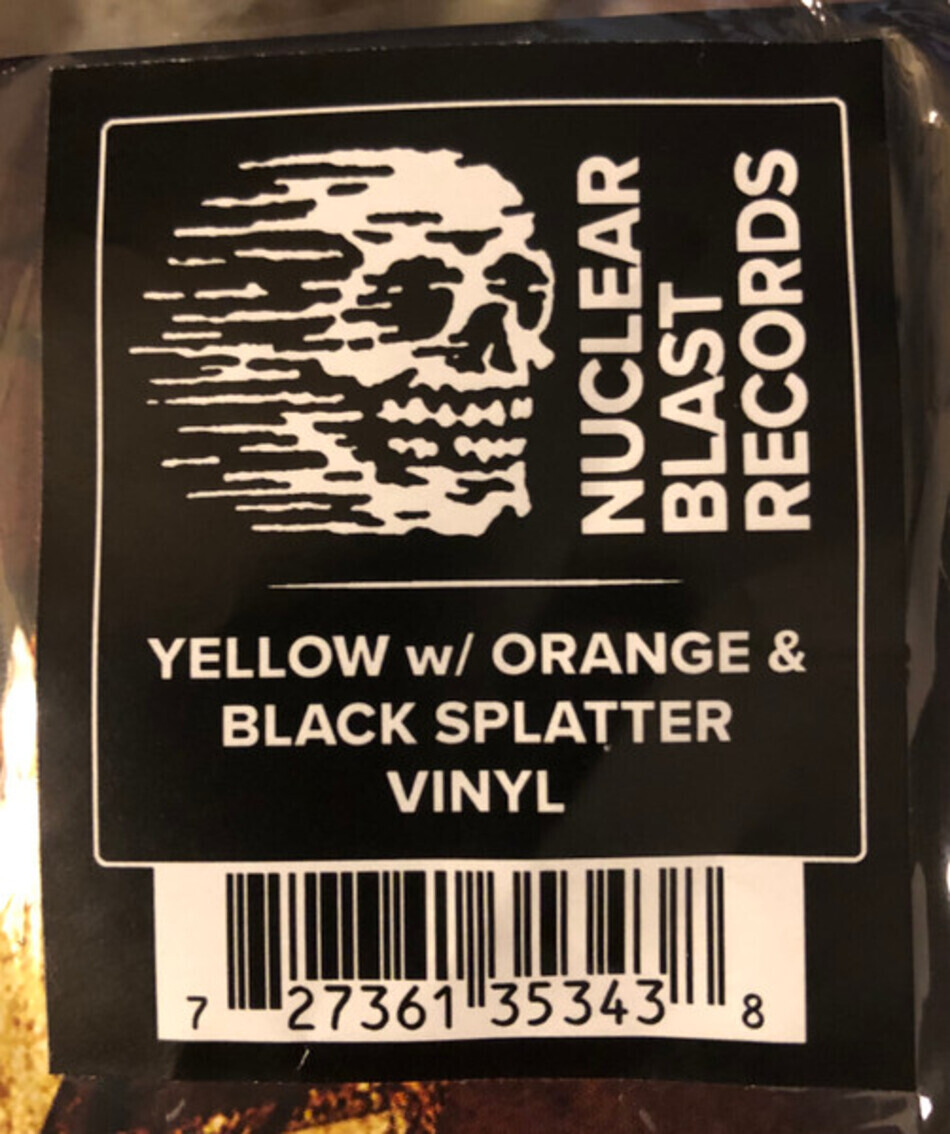 NUCLEAR
BLAST
RECORDS
YELLOW w/ ORANGE &
BLACK SPLATTER
VINYL
7 27361 35343 8